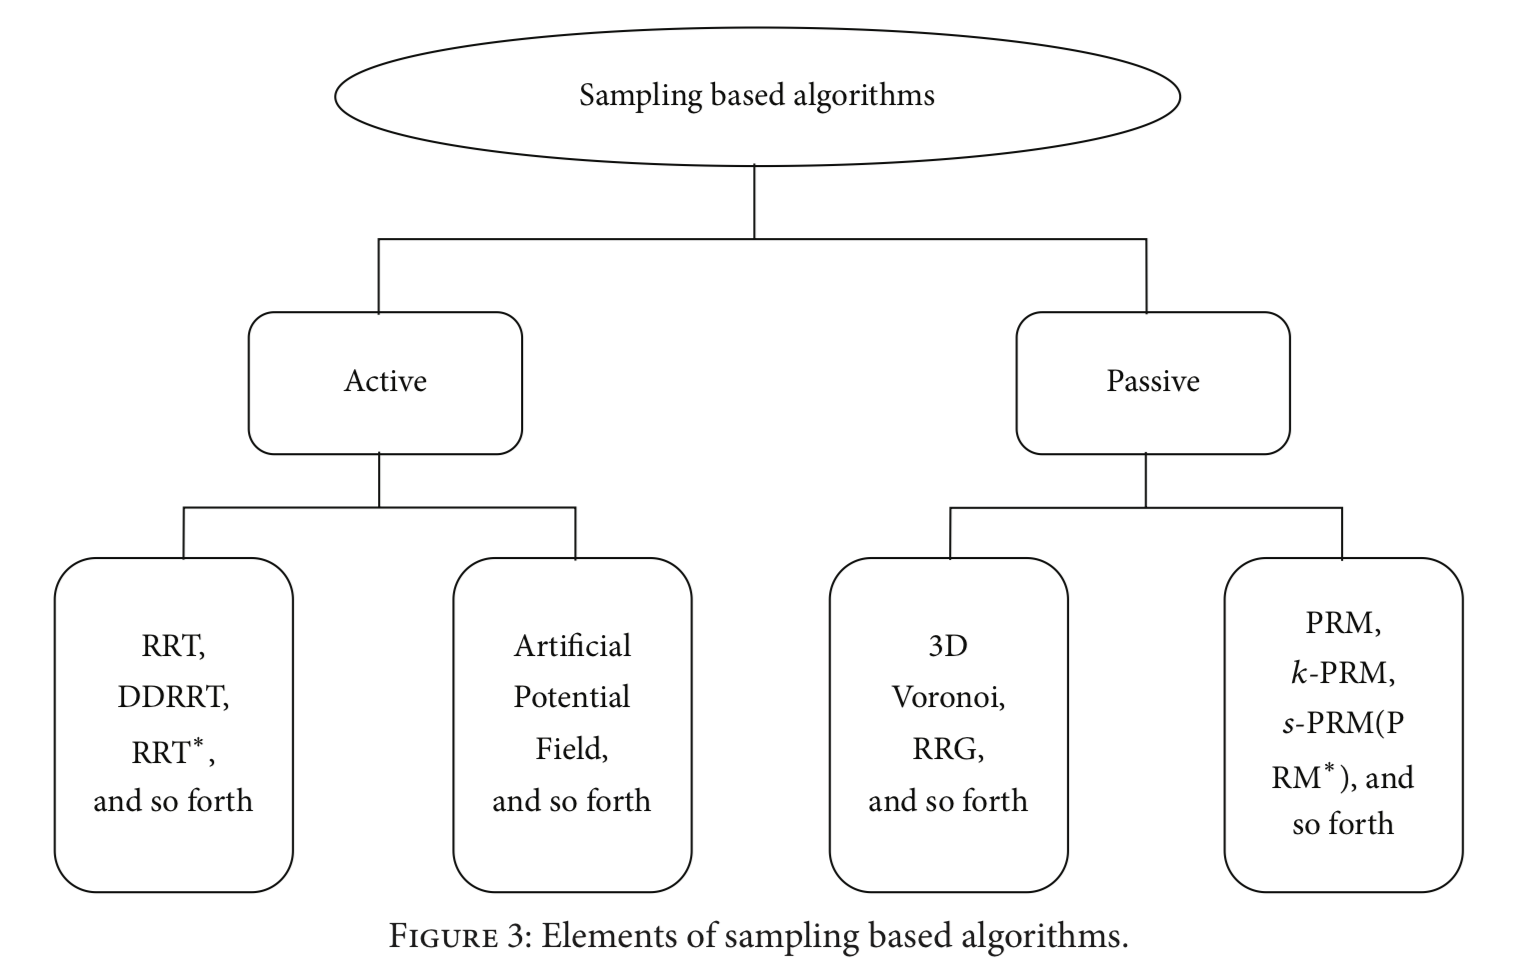 Sampling based algorithms
Active
Passive
RRT,
DDRRT,
RRT*,
and so forth
Artificial
Potential
Field,
and so forth
3D
Voronoi,
RRG,
and so forth
PRM,
k-PRM,
s-PRM(P
RM*), and
so forth
FIGURE 3: Elements of sampling based algorithms.